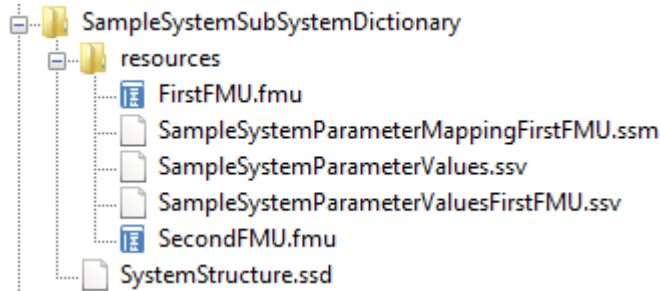 SampleSystemSubSystemDictionary
resources
FirstFMU.fmu
SampleSystemParameterMappingFirstFMU.ssm
SampleSystemParameterValues.ssv
SampleSystemParameterValuesFirstFMU.ssv
SecondFMU.fmu
SystemStructure.ssd